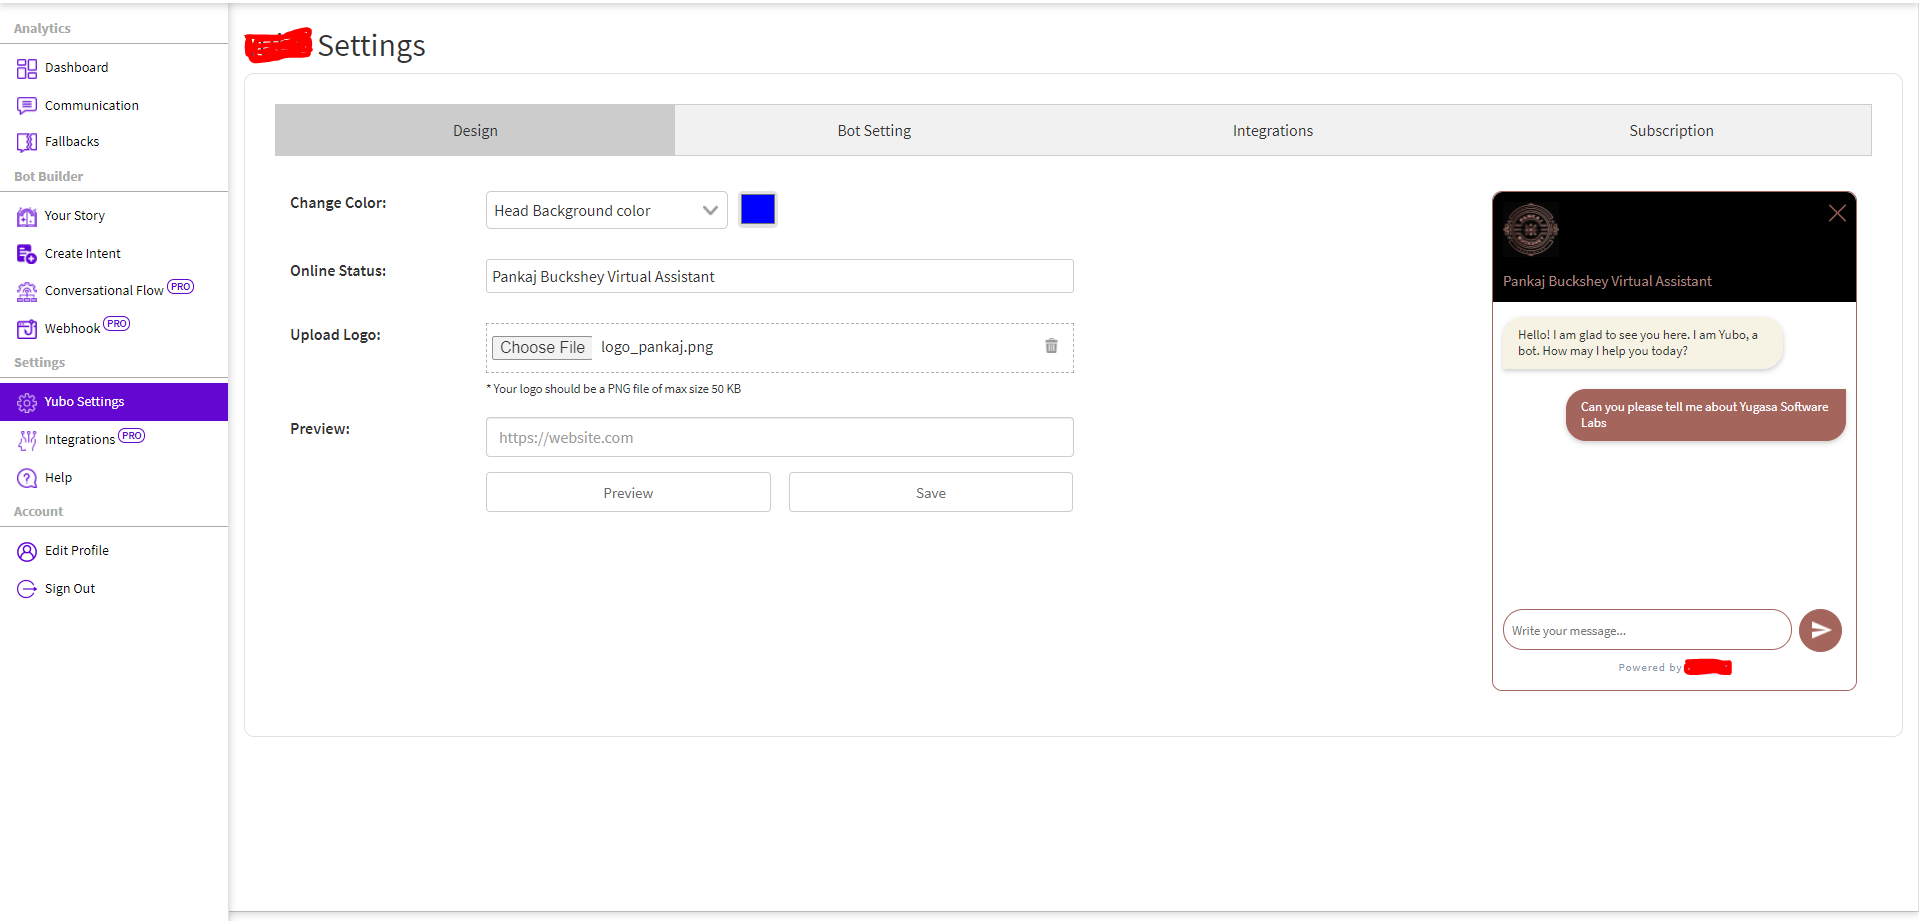 Analytics
Dashboard
Communication
Fallbacks
Bot Builder
Your Story
Create Intent
Conversational Flow PRO
Webhook PRO
Settings
Yubo Settings
Integrations PRO
Help
Account
Edit Profile
Sign Out
Settings
Design
Bot Setting
Integrations
Subscription
Change Color:
Head Background color
Online Status:
Pankaj Buckshey Virtual Assistant
Upload Logo:
Choose File logo_pankaj.png
* Your logo should be a PNG file of max size 50 KB
Preview:
https://website.com
Preview
Save
Pankaj Buckshey Virtual Assistant
Hello! I am glad to see you here. I am Yubo, a
bot. How may I help you today?
Can you please tell me about Yugasa Software
Labs
Write your message...
Powered by